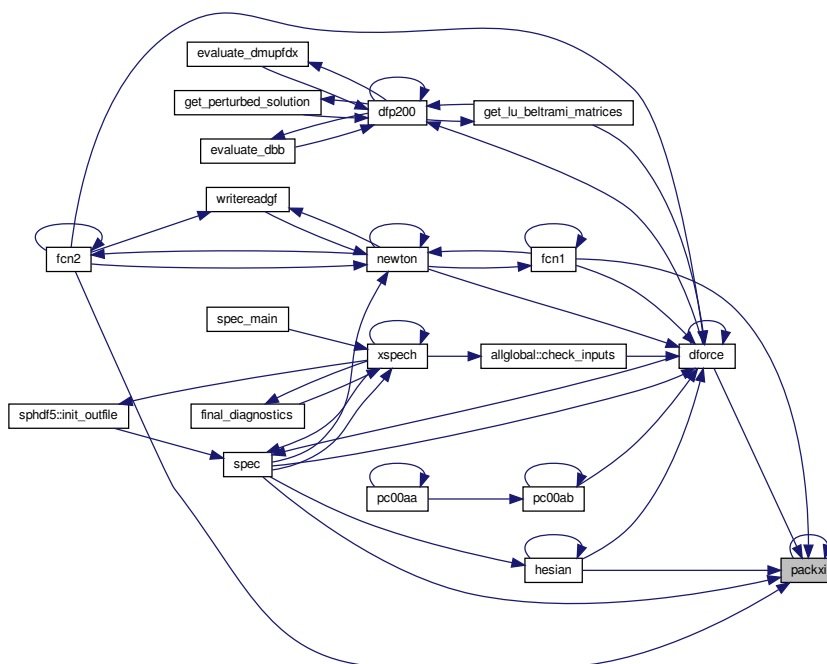 evaluate_dmupfdx
get_perturbed_solution
dfp200
get_lu_beltrami_matrices
evaluate_dbb
writereadgf
fcn2
newton
fcn1
spec_main
xspech
allglobal::check_inputs
dforce
sphdf5::init_outfile
final_diagnostics
spec
pc00aa
pc00ab
hesian
packxi